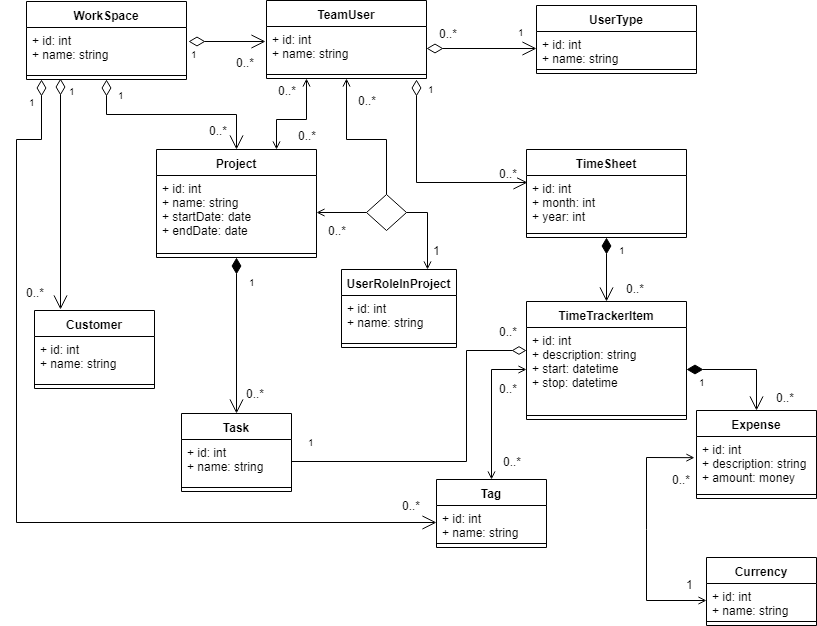 WorkSpace
+ id: int
+ name: string
TeamUser
+ id: int
+ name: string
UserType
+ id: int
+ name: string
1
0..*
0..*
1
1
1
1
0..*
0..*
0..*
0..*
1
0..*
Project
+ id: int
+ name: string
+ startDate: date
+ endDate: date
TimeSheet
+ id: int
+ month: int
+ year: int
0..*
1
1
1
0..*
UserRoleInProject
+ id: int
+ name: string
0..*
Customer
+ id: int
+ name: string
TimeTrackerItem
+ id: int
+ description: string
+ start: datetime
+ stop: datetime
0..*
0..*
1
0..*
0..*
Task
+ id: int
+ name: string
1
0..*
0..*
Tag
+ id: int
+ name: string
Expense
+ id: int
+ description: string
+ amount: money
0..*
1
Currency
+ id: int
+ name: string